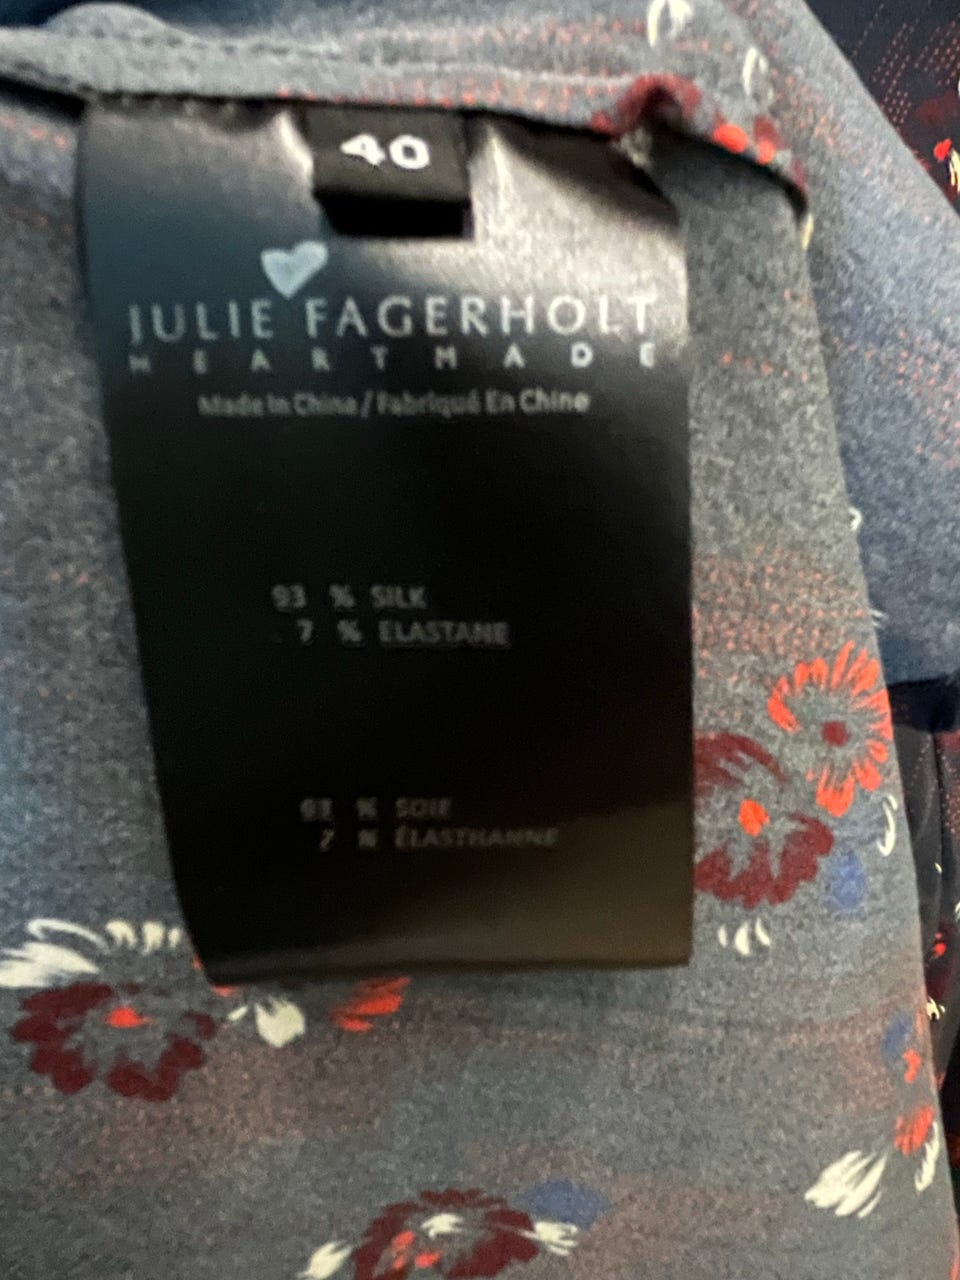 40
JULIE FAGERHOLT
HEARTMADE
Made In China / Fabriqué En Chine
93 % SILK
7 % ELASTANE
93 % SOIE
7 % ÉLASTHANNE